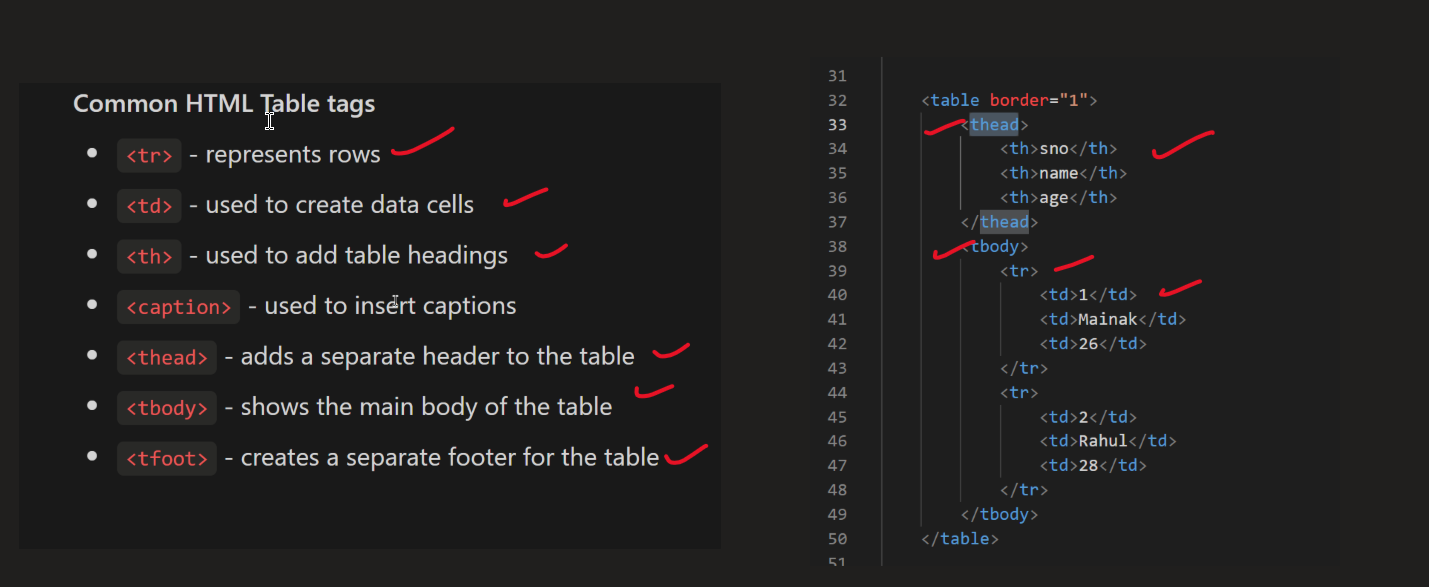 Common HTML Table tags
<tr> - represents rows
<td> - used to create data cells
<th> - used to add table headings
<caption> - used to insert captions
<thead> - adds a separate header to the table
<tbody> - shows the main body of the table
<tfoot> - creates a separate footer for the table
31
32 <table border="1">
33 <thead>
34 <th>sno</th>
35 <th>name</th>
36 <th>age</th>
37 </thead>
38 <tbody>
39 <tr>
40 <td>1</td>
41 <td>Mainak</td>
42 <td>26</td>
43 </tr>
44 <tr>
45 <td>2</td>
46 <td>Rahul</td>
47 <td>28</td>
48 </tr>
49 </tbody>
50 </table>
51